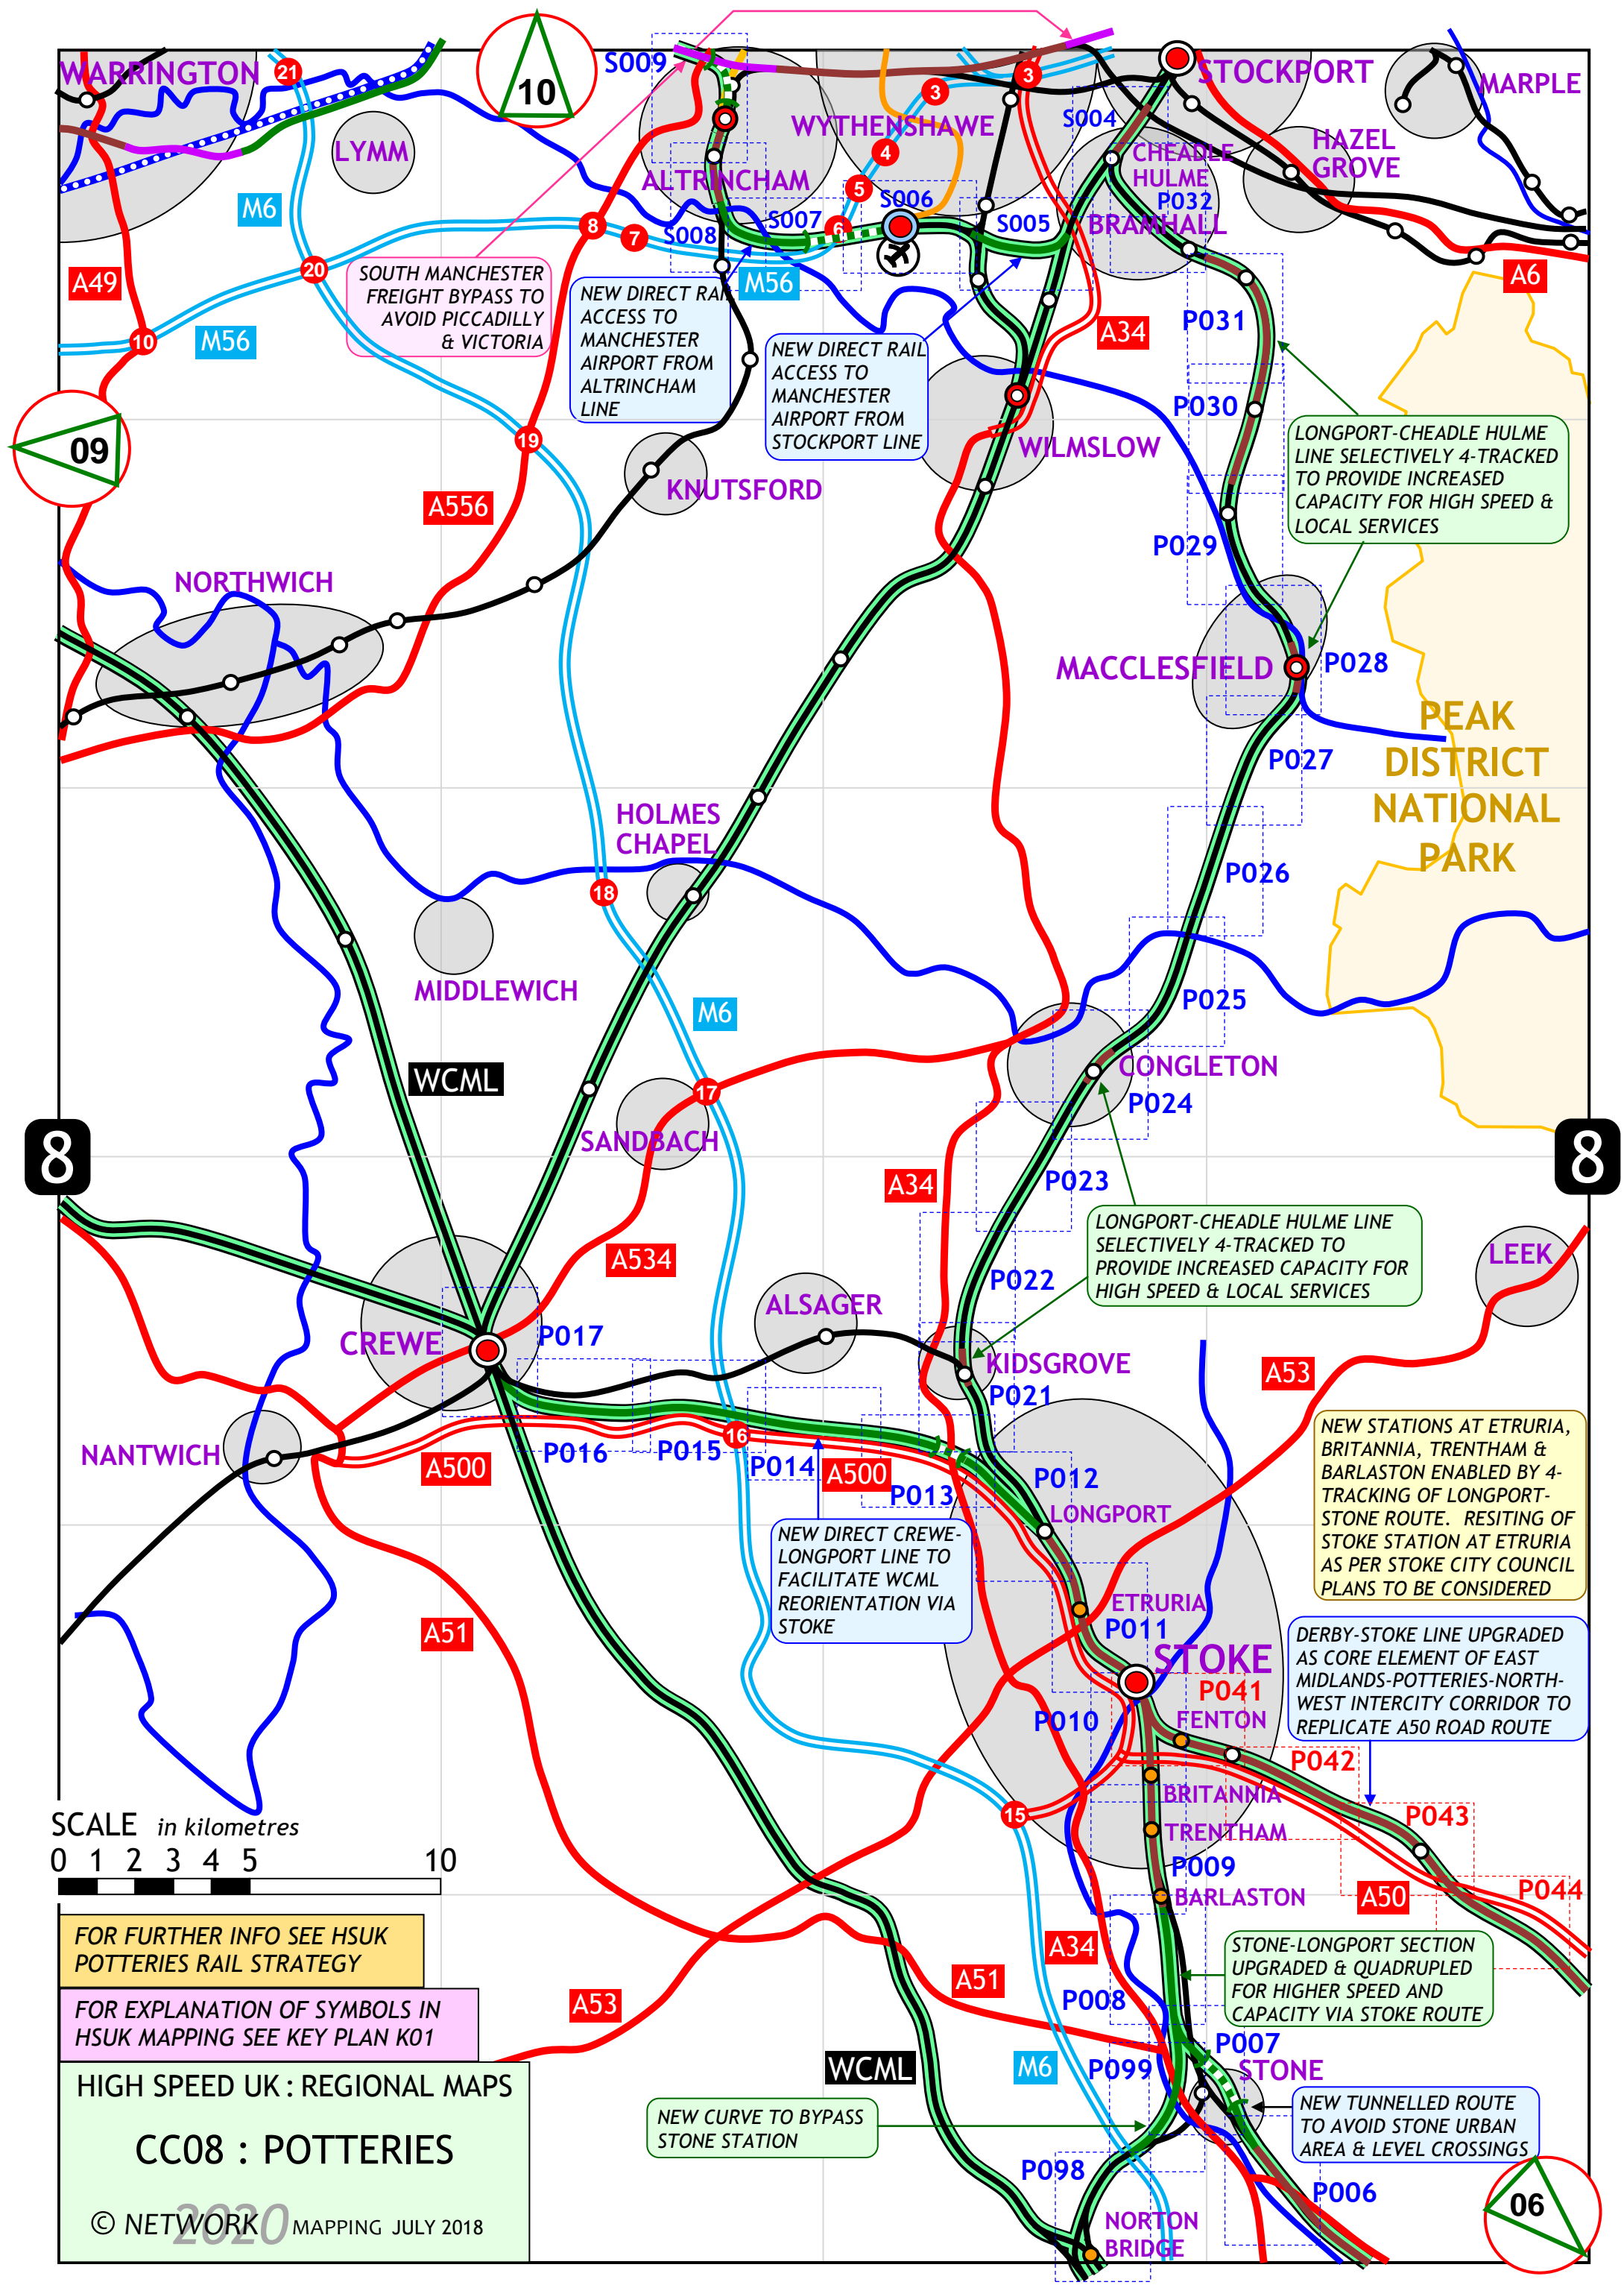 10
S009
STOCKPORT
WARRINGTON
21
3
3
MARPLE
WYTHENSHAWE
S004
HAZEL
GROVE
LYMM
4
CHEADLE
HULME
ALTRINCHAM
5
S006
P032
M6
S007
S005
BRAMHALL
8
7
S008
6
20
A49
SOUTH MANCHESTER
FREIGHT BYPASS TO
AVOID PICCADILLY
& VICTORIA
M56
A6
NEW DIRECT RAIL
ACCESS TO
MANCHESTER
AIRPORT FROM
ALTRINCHAM
LINE
P031
10
M56
A34
NEW DIRECT RAIL
ACCESS TO
MANCHESTER
AIRPORT FROM
STOCKPORT LINE
P030
09
19
WILMSLOW
LONGPORT-CHEADLE HULME
LINE SELECTIVELY 4-TRACKED
TO PROVIDE INCREASED
CAPACITY FOR HIGH SPEED &
LOCAL SERVICES
KNUTSFORD
A556
P029
NORTHWICH
MACCLESFIELD
P028
PEAK
DISTRICT
NATIONAL
PARK
P027
HOLMES
CHAPEL
P026
18
MIDDLEWICH
P025
M6
WCML
CONGLETON
17
P024
SANDBACH
8
8
A34
P023
LONGPORT-CHEADLE HULME LINE
SELECTIVELY 4-TRACKED TO
PROVIDE INCREASED CAPACITY FOR
HIGH SPEED & LOCAL SERVICES
LEEK
A534
P022
ALSAGER
CREWE
P017
KIDSGROVE
A53
P021
NEW STATIONS AT ETRURIA,
BRITANNIA, TRENTHAM &
BARLASTON ENABLED BY 4-
TRACKING OF LONGPORT-
STONE ROUTE. RESITING OF
STOKE STATION AT ETRURIA
AS PER STOKE CITY COUNCIL
PLANS TO BE CONSIDERED
16
NANTWICH
A500
P016
P015
P014
A500
P013
P012
LONGPORT
NEW DIRECT CREWE-
LONGPORT LINE TO
FACILITATE WCML
REORIENTATION VIA
STOKE
ETRURIA
P011
A51
DERBY-STOKE LINE UPGRADED
AS CORE ELEMENT OF EAST
MIDLANDS-POTTERIES-NORTH-
WEST INTERCITY CORRIDOR TO
REPLICATE A50 ROAD ROUTE
STOKE
P041
P010
FENTON
P042
BRITANNIA
15
P043
TRENTHAM
SCALE in kilometres
0 1 2 3 4 5 10
P009
BARLASTON
A50
P044
FOR FURTHER INFO SEE HSUK
POTTERIES RAIL STRATEGY
A34
STONE-LONGPORT SECTION
UPGRADED & QUADRUPLED
FOR HIGHER SPEED AND
CAPACITY VIA STOKE ROUTE
A51
A53
P008
FOR EXPLANATION OF SYMBOLS IN
HSUK MAPPING SEE KEY PLAN K01
P007
WCML
M6
P099
STONE
HIGH SPEED UK : REGIONAL MAPS
CC08 : POTTERIES
NEW CURVE TO BYPASS
STONE STATION
NEW TUNNELLED ROUTE
TO AVOID STONE URBAN
AREA & LEVEL CROSSINGS
P098
P006
06
© NETWORK 2020 MAPPING JULY 2018
NORTON
BRIDGE